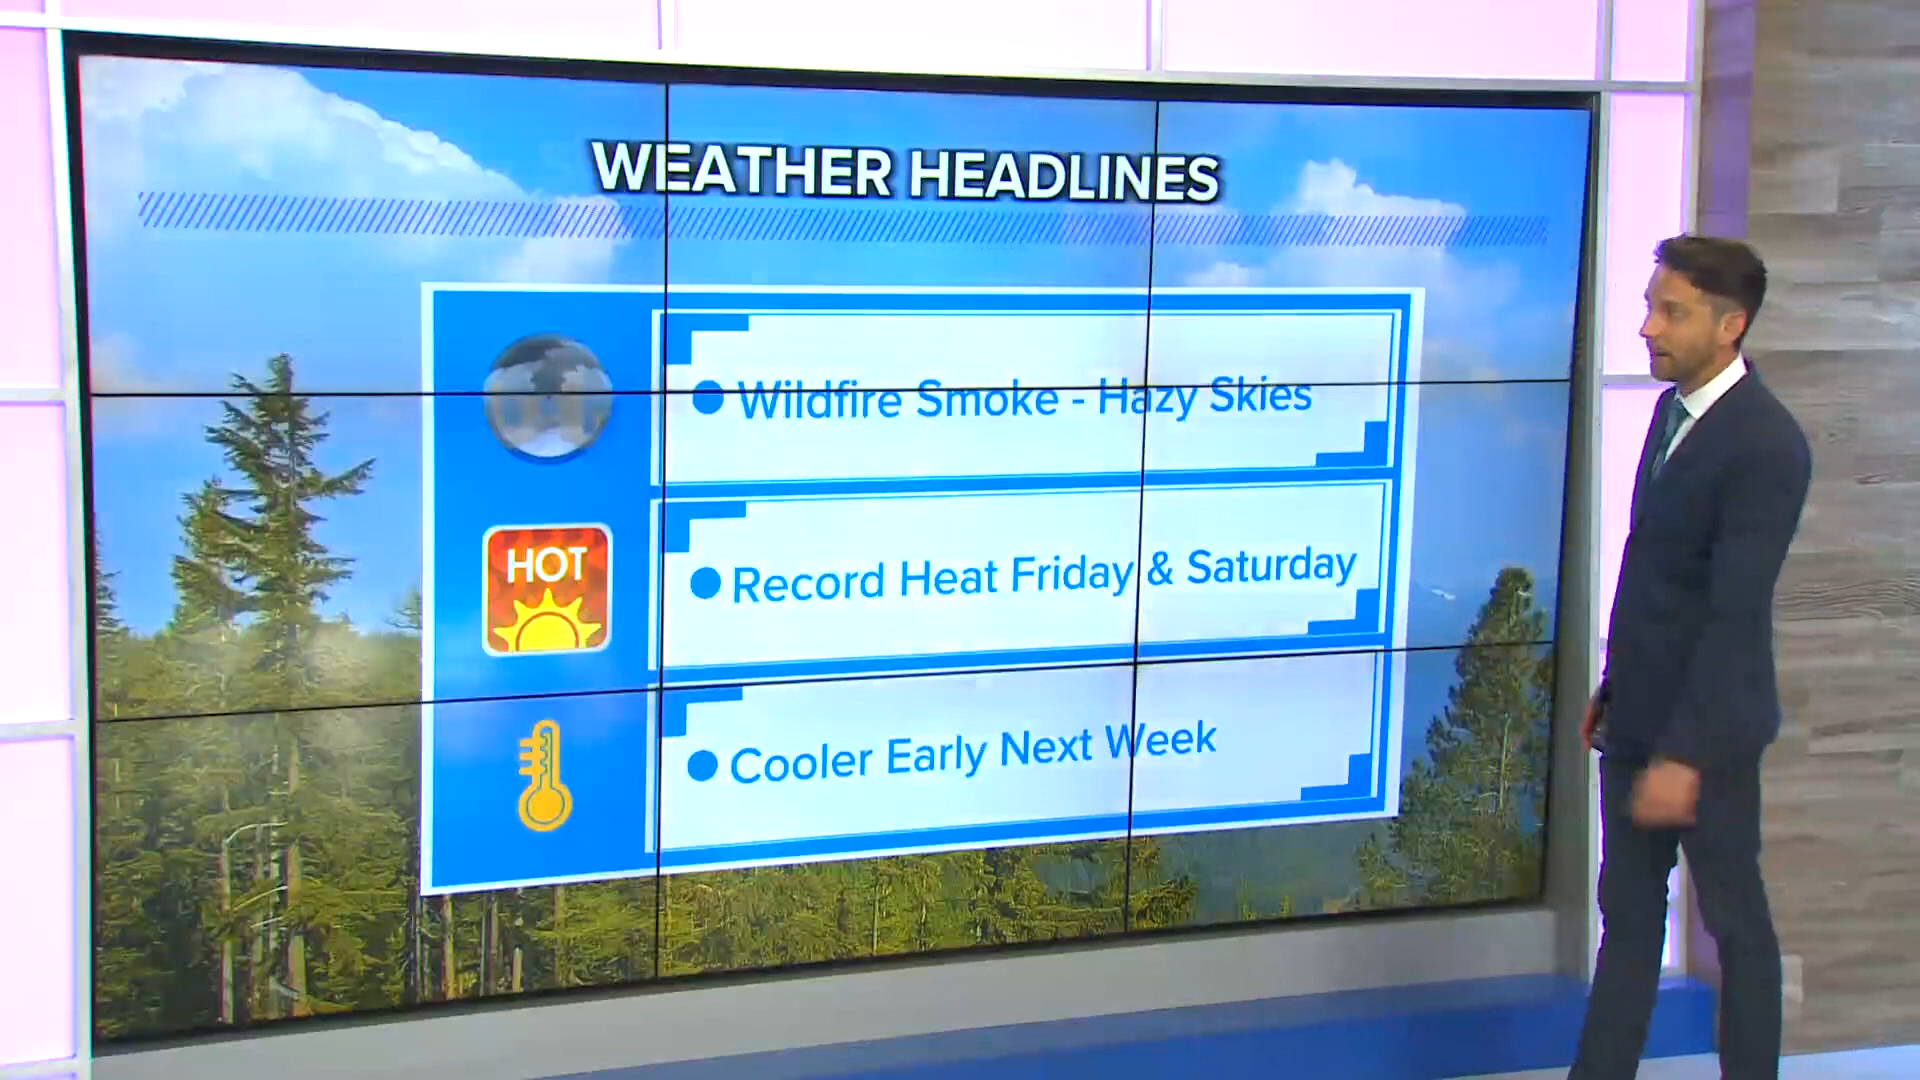 WEATHER HEADLINES
● Wildfire Smoke - Hazy Skies
HOT
● Record Heat Friday & Saturday
● Cooler Early Next Week